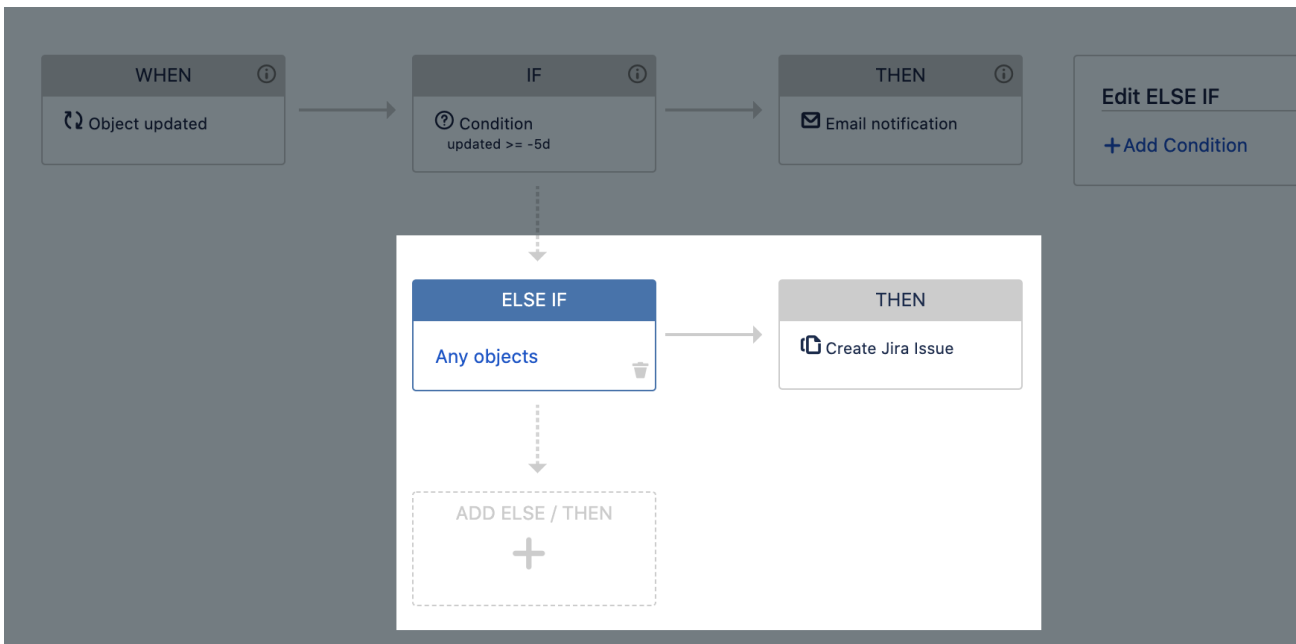 WHEN
Object updated
IF
Condition
updated >= -5d
THEN
Email notification
Edit ELSE IF
+Add Condition
ELSE IF
Any objects
THEN
Create Jira Issue
ADD ELSE / THEN